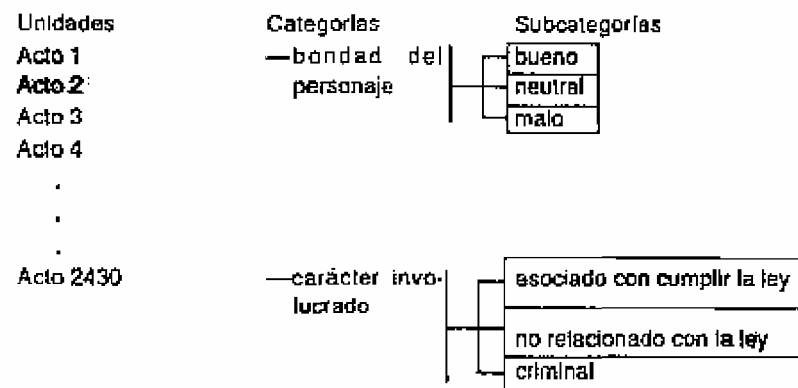 Unidades Categorías Subcategorías
Acto 1 —bondad del bueno
Acto 2 personaje neutral
Acto 3 malo
Acto 4
.
.
.
Acto 2430 —carácter invo- asociado con cumplir la ley
lucrado
no relacionado con la ley
criminal